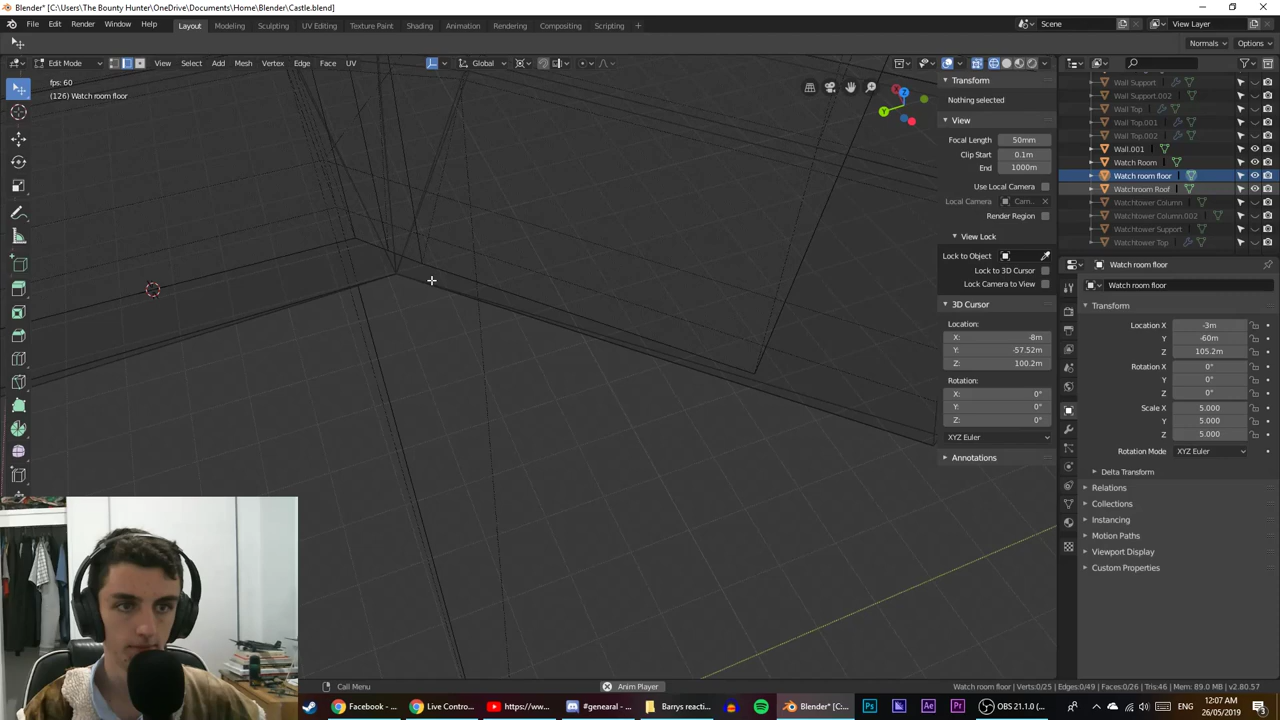 Blender* [C:\Users\The Bounty Hunter\OneDrive\Documents\Home\Blender\Castle.blend]
File Edit Render Window Help Layout Modeling Sculpting UV Editing Texture Paint Shading Animation Rendering Compositing Scripting + Scene View Layer
Normals Options
Edit Mode View Select Add Mesh Vertex Edge Face UV Global
fps: 60
(126) Watch room floor
Z
Y
Transform
Nothing selected
View
Focal Length 50mm
Clip Start 0.1m
End 1000m
Use Local Camera
Local Camera Cam...
Render Region
View Lock
Lock to Object
Lock to 3D Cursor
Lock Camera to View
3D Cursor
Location:
X: -8m
Y: -57.52m
Z: 100.2m
Rotation:
X: 0°
Y: 0°
Z: 0°
XYZ Euler
Annotations
Wall Support
Wall Support.002
Wall Top
Wall Top.001
Wall Top.002
Wall.001
Watch Room
Watch room floor
Watchroom Roof
Watchtower Column
Watchtower Column.002
Watchtower Support
Watchtower Top
Watch room floor
Watch room floor
Transform
Location X -3m
Y -60m
Z 105.2m
Rotation X 0°
Y 0°
Z 0°
Scale X 5.000
Y 5.000
Z 5.000
Rotation Mode XYZ Euler
Delta Transform
Relations
Collections
Instancing
Motion Paths
Viewport Display
Custom Properties
Call Menu Anim Player Watch room floor | Verts:0/25 | Edges:0/49 | Faces:0/26 | Tris:46 | Mem: 89.0 MB | v2.80.57
Facebook - ... Live Contro... https://ww... #genearal - ... Barrys reacti... Blender* [C:... OBS 21.1.0 (... 12:07 AM
26/05/2019